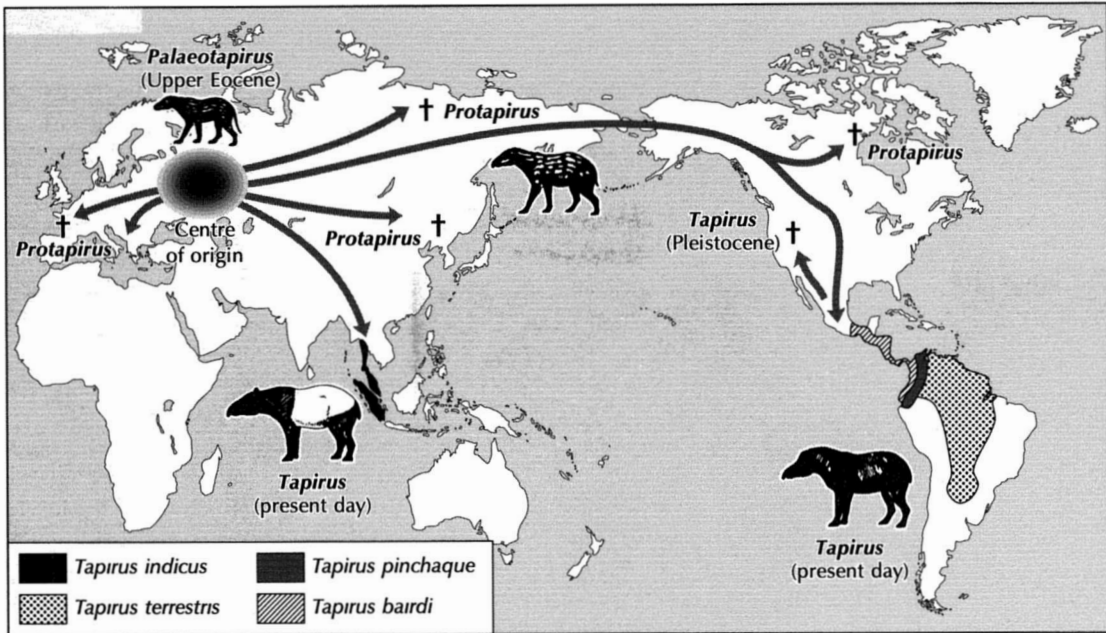 Palaeotapirus
(Upper Eocene)
† Protapirus
† Protapirus
† Protapirus
Centre
of origin
Protapirus †
Tapirus
(Pleistocene) †
Tapirus
(present day)
Tapirus
(present day)
Tapirus indicus
Tapirus pinchaque
Tapirus terrestris
Tapirus bairdi